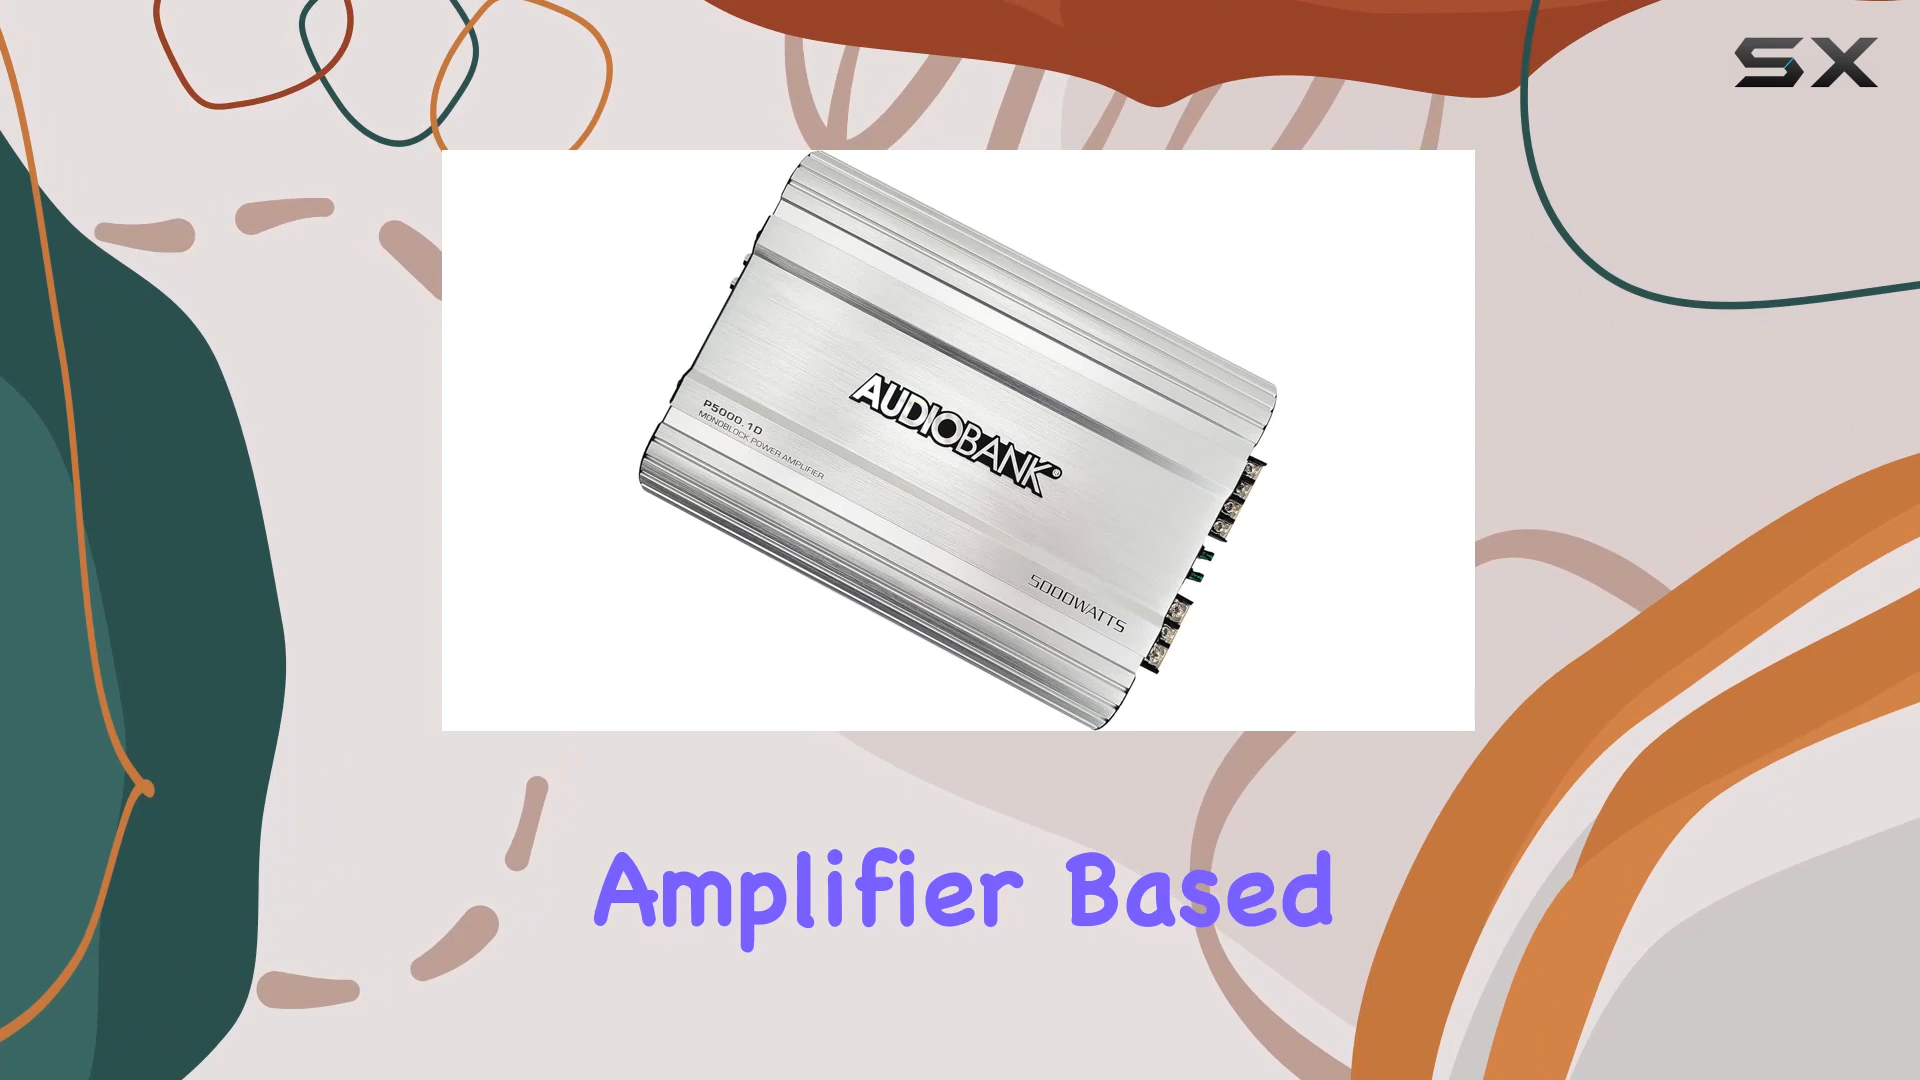 SX
AUDIOBANK®
P5000.1D
MONOBLOCK POWER AMPLIFIER
5000WATTS
Amplifier Based